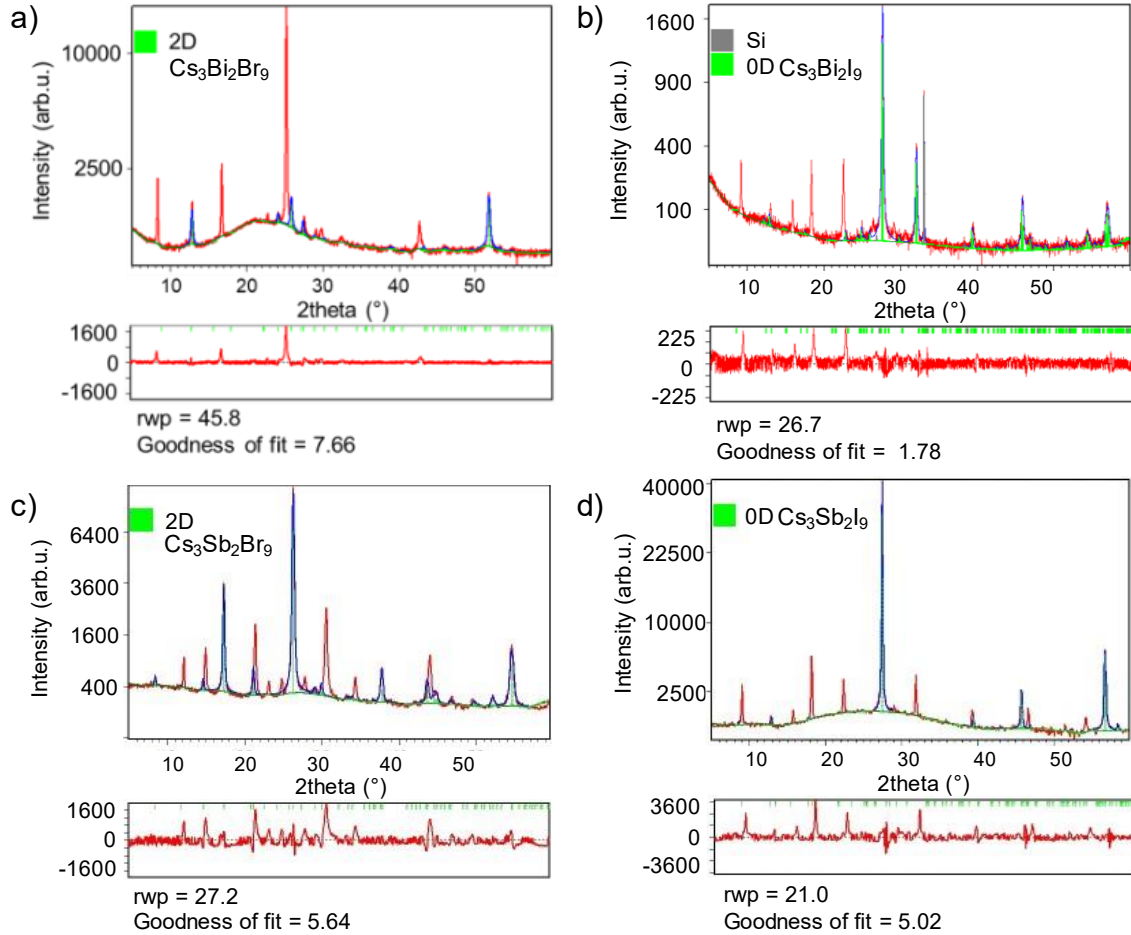 a)
2D
Cs₃Bi₂Br₉
10000
2500
Intensity (arb.u.)
10 20 30 40 50
2theta (°)
1600
0
-1600
rwp = 45.8
Goodness of fit = 7.66
b)
Si
0D Cs₃Bi₂I₉
1600
900
400
100
Intensity (arb.u.)
10 20 30 40 50
2theta (°)
225
0
-225
rwp = 26.7
Goodness of fit = 1.78
c)
2D
Cs₃Sb₂Br₉
6400
3600
1600
400
Intensity (arb.u.)
10 20 30 40 50
2theta (°)
1600
0
-1600
rwp = 27.2
Goodness of fit = 5.64
d)
0D Cs₃Sb₂I₉
40000
22500
10000
2500
Intensity (arb.u.)
10 20 30 40 50
2theta (°)
3600
0
-3600
rwp = 21.0
Goodness of fit = 5.02